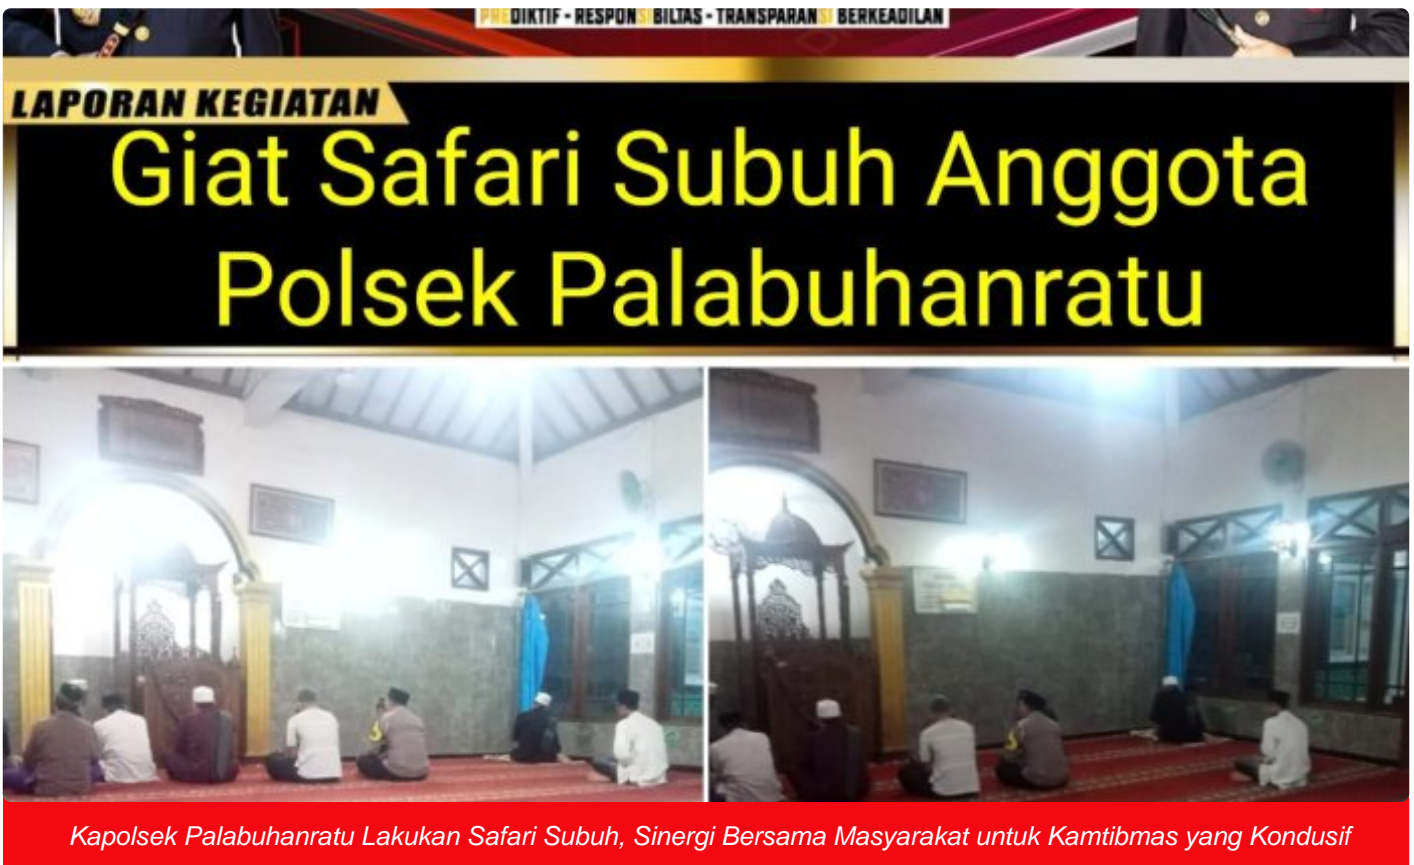 PREDIKTIF - RESPONSIBILTAS - TRANSPARANSI BERKEADILAN
LAPORAN KEGIATAN
Giat Safari Subuh Anggota
Polsek Palabuhanratu
Kapolsek Palabuhanratu Lakukan Safari Subuh, Sinergi Bersama Masyarakat untuk Kamtibmas yang Kondusif